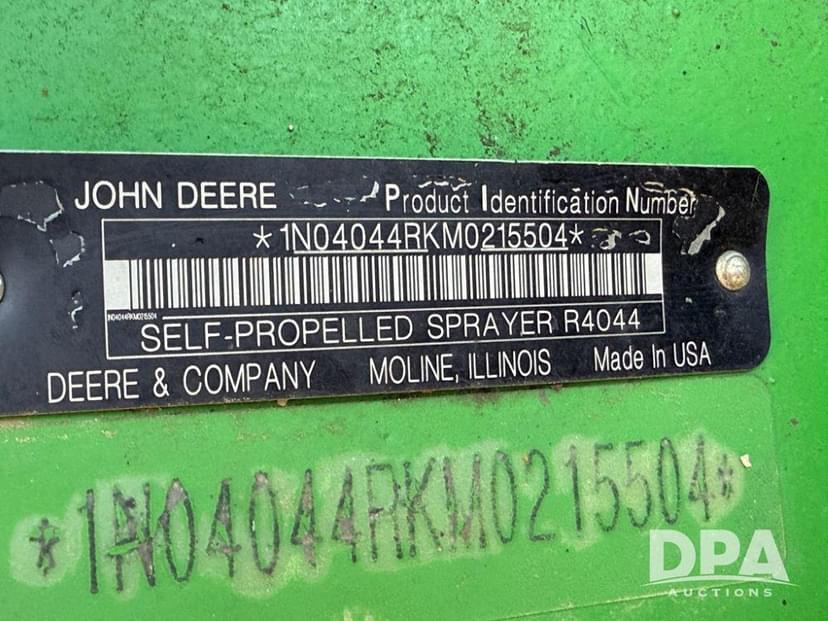 JOHN DEERE Product Identification Number
*1N04044RKM0215504*
1N04044RKM0215504
SELF-PROPELLED SPRAYER R4044
DEERE & COMPANY MOLINE, ILLINOIS Made In USA
*1N04044RKM0215504*
DPA
AUCTIONS